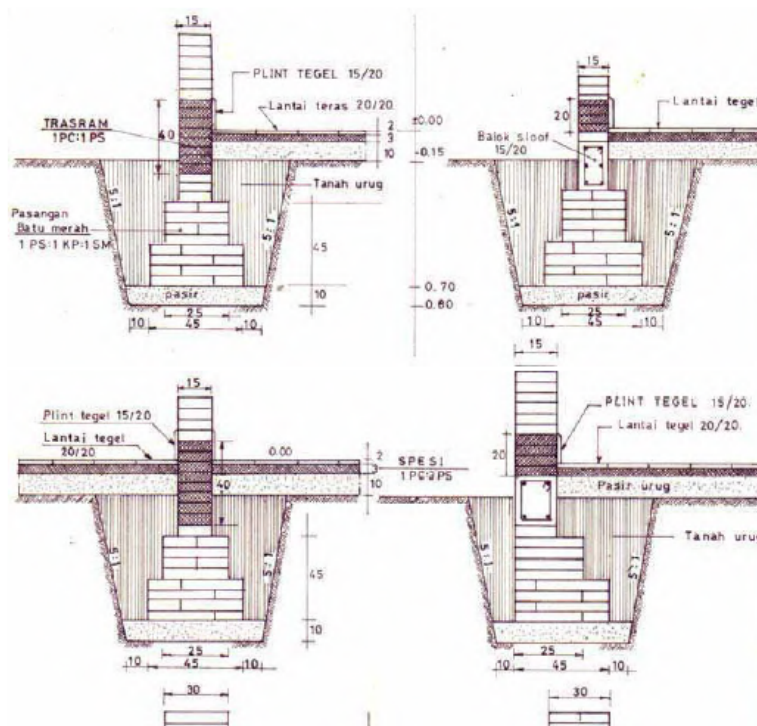 15
PLINT TEGEL 15/20
Lantai teras 20/20
TRASRAM
1PC:1PS
40
2
3
10
Tanah urug
5:1
5:1
Pasangan
Batu merah
1 PS:1 KP:1SM
45
pasir
10
25
10 45 10
±0.00
-0.15
0.70
0.80
15
20
Lantai tegel
Balok sloof
15/20
5:1
5:1
pasir
25
10 45 10
15
Plint tegel 15/20
Lantai tegel
20/20
0.00
2
10
40
5:1
5:1
45
10
25
10 45 10
30
15
PLINT TEGEL 15/20.
Lantai tegel 20/20.
20
SPESI
Pasir urug
Tanah urug
5:1
5:1
25
10 45 10
30